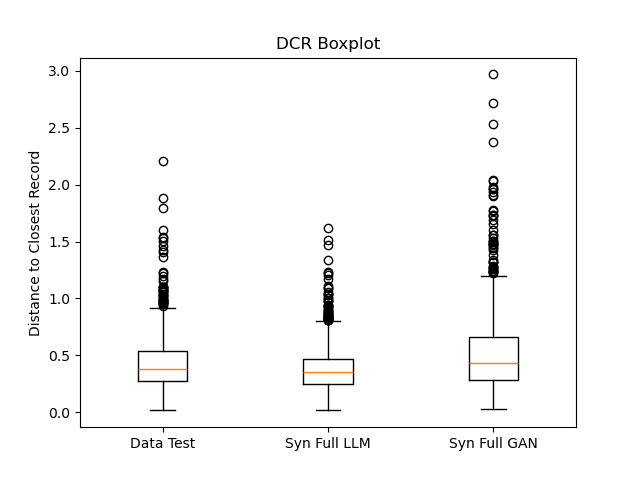 DCR Boxplot
Distance to Closest Record
3.0
2.5
2.0
1.5
1.0
0.5
0.0
Data Test
Syn Full LLM
Syn Full GAN